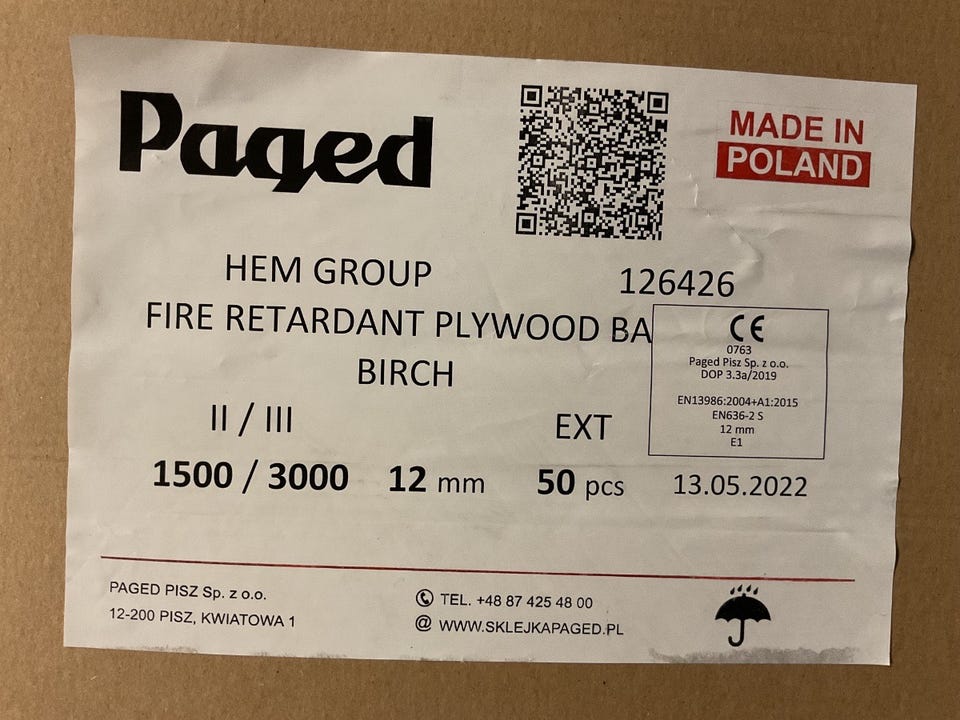 Paged
MADE IN
POLAND
HEM GROUP 126426
FIRE RETARDANT PLYWOOD BA
BIRCH
CE
0763
Paged Pisz Sp. z o.o.
DOP 3.3a/2019
EN13986:2004+A1:2015
EN636-2 S
12 mm
E1
II / III EXT
1500 / 3000 12 mm 50 pcs 13.05.2022
PAGED PISZ Sp. z o.o.
12-200 PISZ, KWIATOWA 1
TEL. +48 87 425 48 00
@ WWW.SKLEJKAPAGED.PL